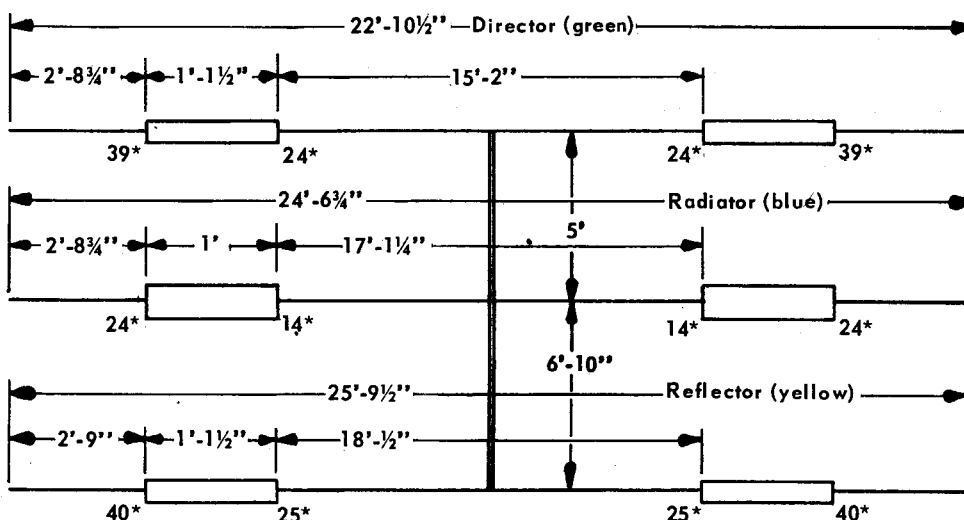 22'-10½" Director (green)
2'-8¾" 1'-1½" 15'-2"
39* 24* 24* 39*
24'-6¾" Radiator (blue)
2'-8¾" 1' 17'-1¼" 5'
24* 14* 14* 24*
6'-10"
25'-9½" Reflector (yellow)
2'-9" 1'-1½" 18'-½"
40* 25* 25* 40*